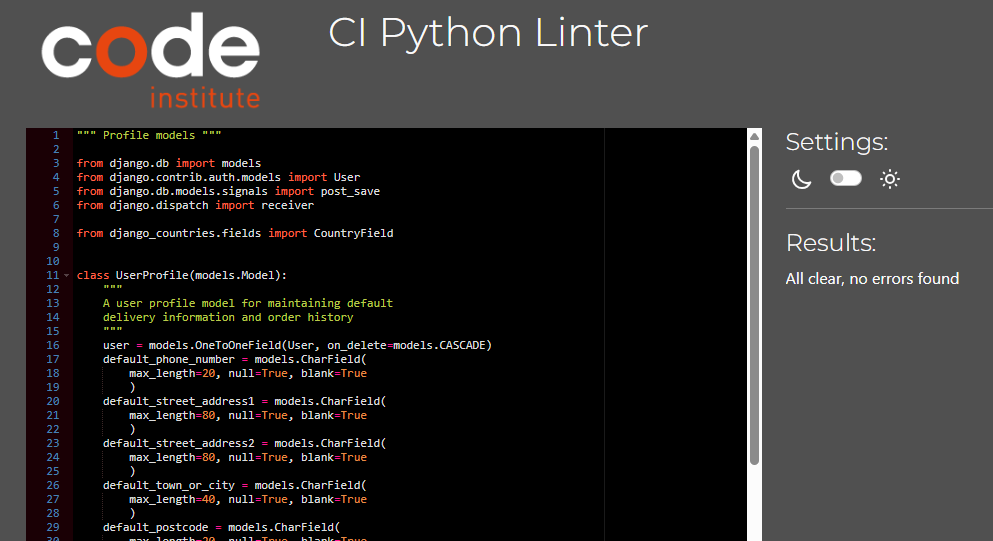 code
institute
CI Python Linter
1 """ Profile models """
2
3 from django.db import models
4 from django.contrib.auth.models import User
5 from django.db.models.signals import post_save
6 from django.dispatch import receiver
7
8 from django_countries.fields import CountryField
9
10
11 class UserProfile(models.Model):
12     """
13     A user profile model for maintaining default
14     delivery information and order history
15     """
16     user = models.OneToOneField(User, on_delete=models.CASCADE)
17     default_phone_number = models.CharField(
18         max_length=20, null=True, blank=True
19         )
20     default_street_address1 = models.CharField(
21         max_length=80, null=True, blank=True
22         )
23     default_street_address2 = models.CharField(
24         max_length=80, null=True, blank=True
25         )
26     default_town_or_city = models.CharField(
27         max_length=40, null=True, blank=True
28         )
29     default_postcode = models.CharField(
30         max_length=20, null=True, blank=True
Settings:
Results:
All clear, no errors found